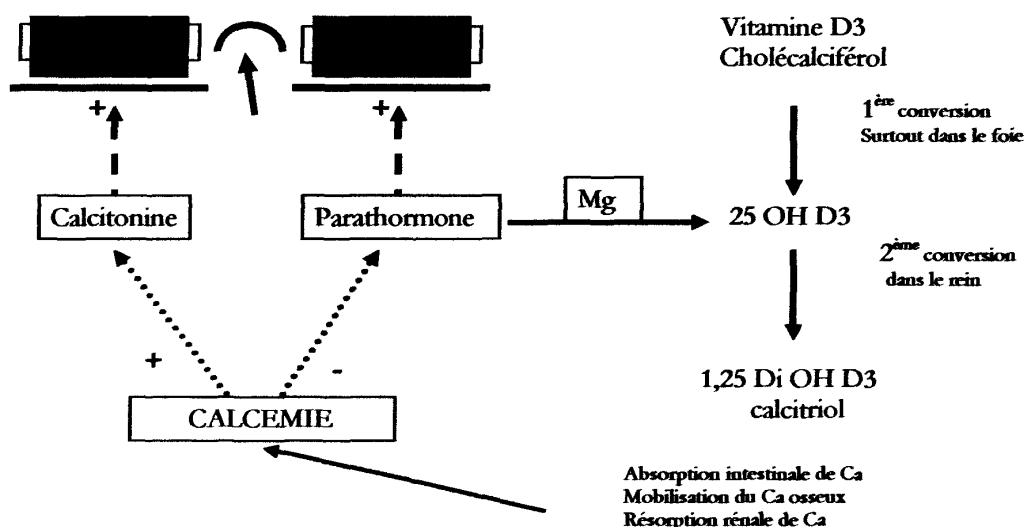 Vitamine D3
Cholécalciférol
1ère conversion
Surtout dans le foie
+
+
Calcitonine
Parathormone
Mg
25 OH D3
2ème conversion
dans le rein
+
-
1,25 Di OH D3
calcitriol
CALCEMIE
Absorption intestinale de Ca
Mobilisation du Ca osseux
Résorption rénale de Ca